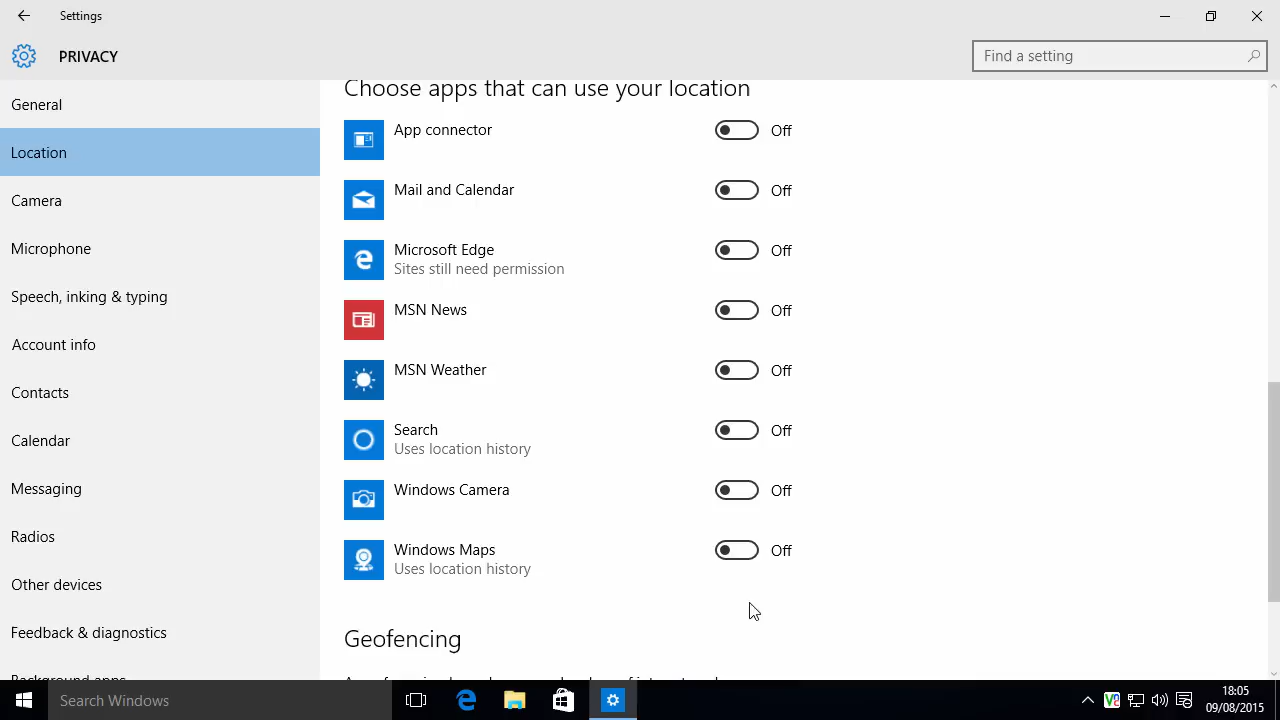 Settings
PRIVACY
Find a setting
General
Location
Camera
Microphone
Speech, inking & typing
Account info
Contacts
Calendar
Messaging
Radios
Other devices
Feedback & diagnostics
Background apps
Choose apps that can use your location
App connector Off
Mail and Calendar Off
Microsoft Edge Off
Sites still need permission
MSN News Off
MSN Weather Off
Search Off
Uses location history
Windows Camera Off
Windows Maps Off
Uses location history
Geofencing
Search Windows
18:05
09/08/2015